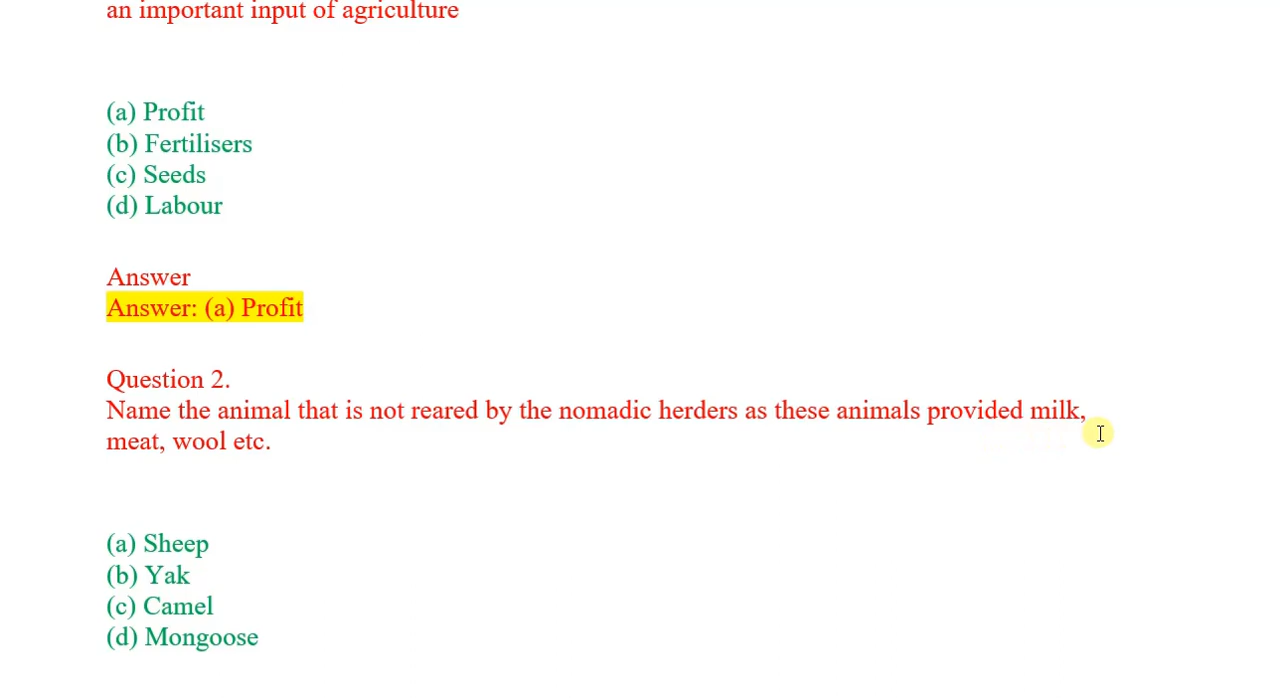 an important input of agriculture
(a) Profit
(b) Fertilisers
(c) Seeds
(d) Labour
Answer
Answer: (a) Profit
Question 2.
Name the animal that is not reared by the nomadic herders as these animals provided milk,
meat, wool etc.
(a) Sheep
(b) Yak
(c) Camel
(d) Mongoose